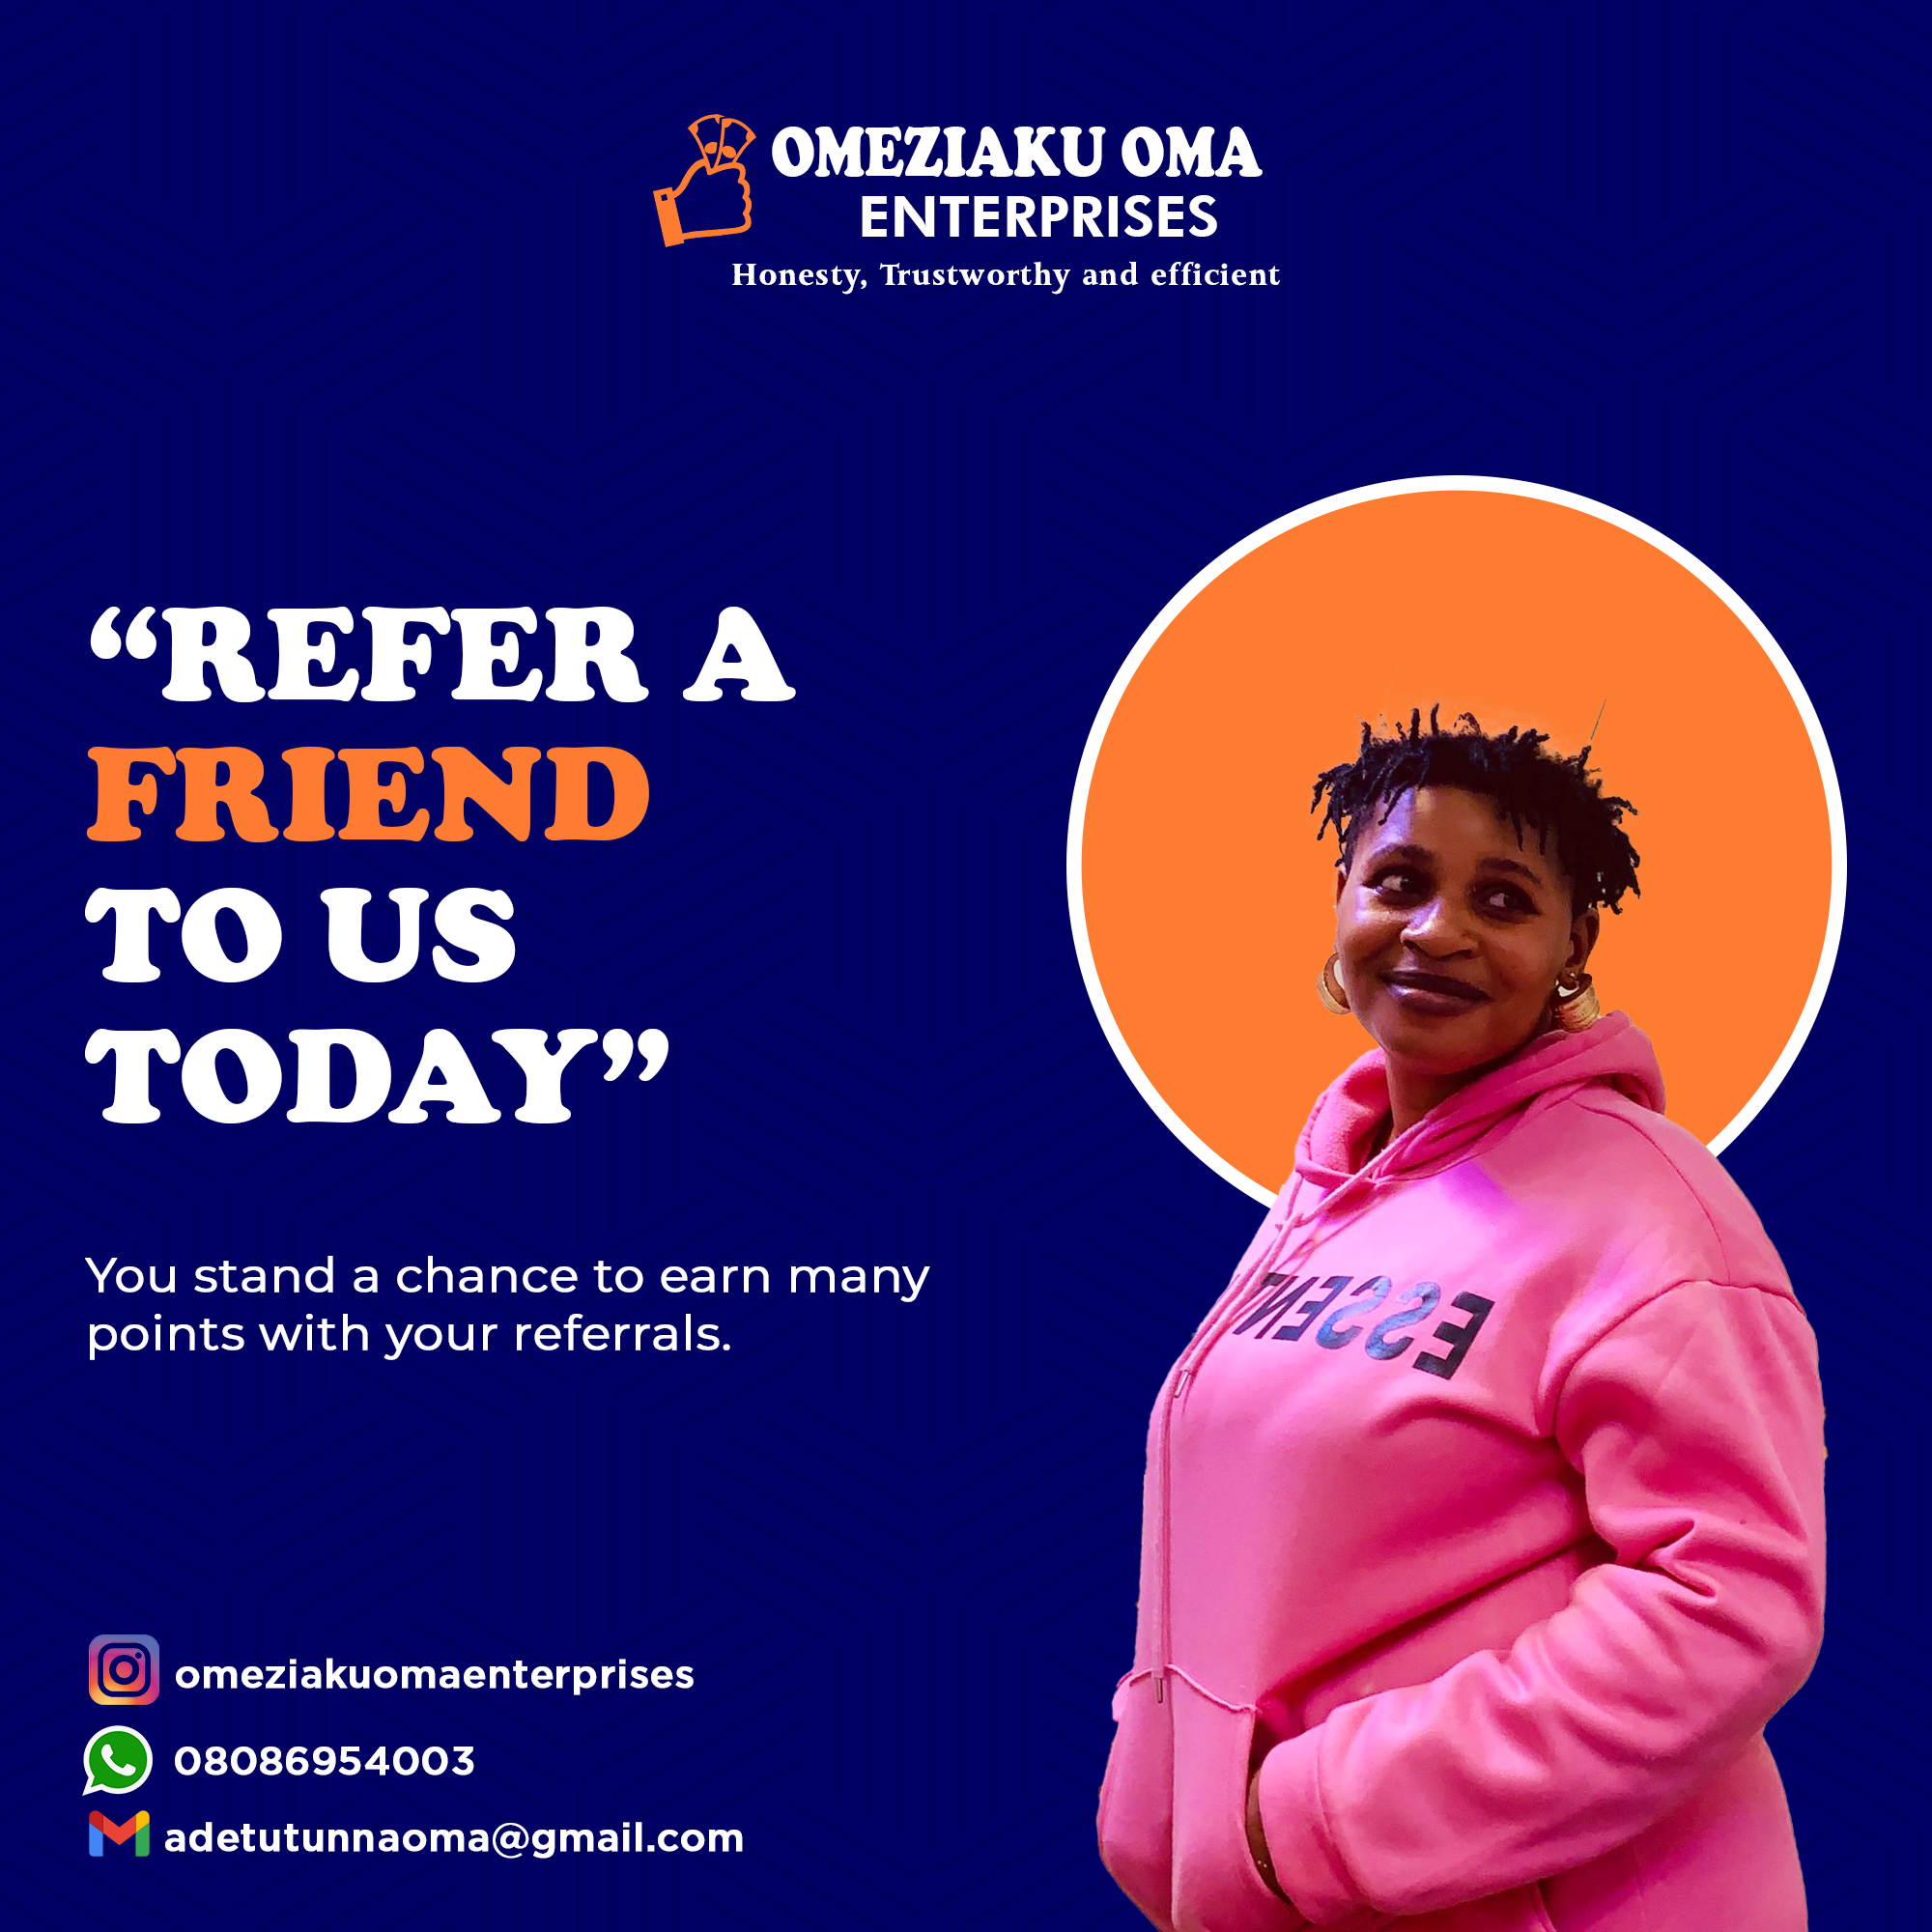 OMEZIAKU OMA
ENTERPRISES
Honesty, Trustworthy and efficient
“REFER A
FRIEND
TO US
TODAY”
You stand a chance to earn many
points with your referrals.
ESSENT
omeziakuomaenterprises
08086954003
adetutunnaoma@gmail.com